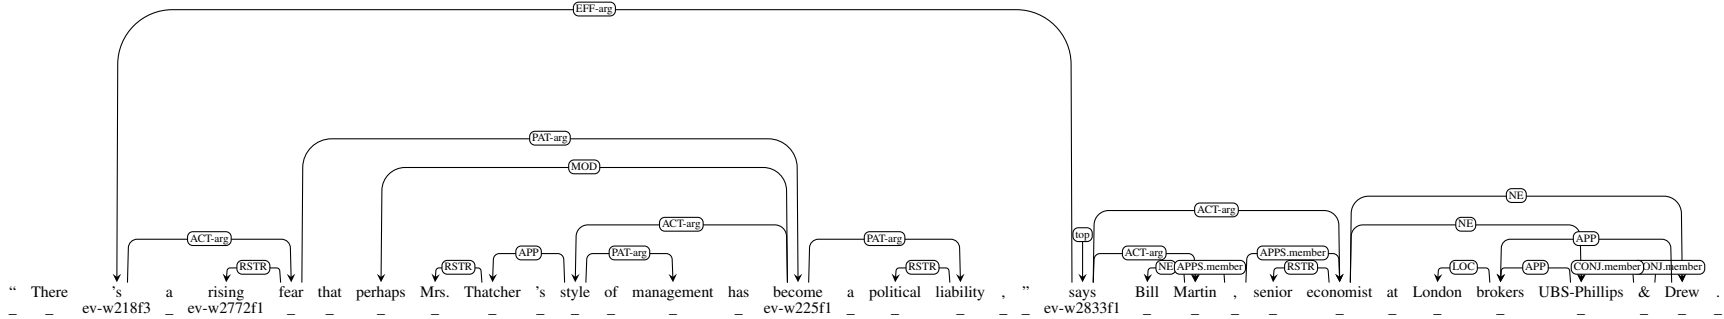 EFF-arg
PAT-arg
MOD
NE
ACT-arg
ACT-arg NE
top
ACT-arg PAT-arg APP
APP PAT-arg ACT-arg APPS.member
RSTR RSTR RSTR NE APPS.member RSTR LOC APP CONJ.member ONJ.member
“ There ’s a rising fear that perhaps Mrs. Thatcher ’s style of management has become a political liability , ” says Bill Martin , senior economist at London brokers UBS-Phillips & Drew .
_ _ ev-w218f3 _ ev-w2772f1 _ _ _ _ _ _ _ _ _ _ ev-w225f1 _ _ _ _ _ ev-w2833f1 _ _ _ _ _ _ _ _ _ _ _ _